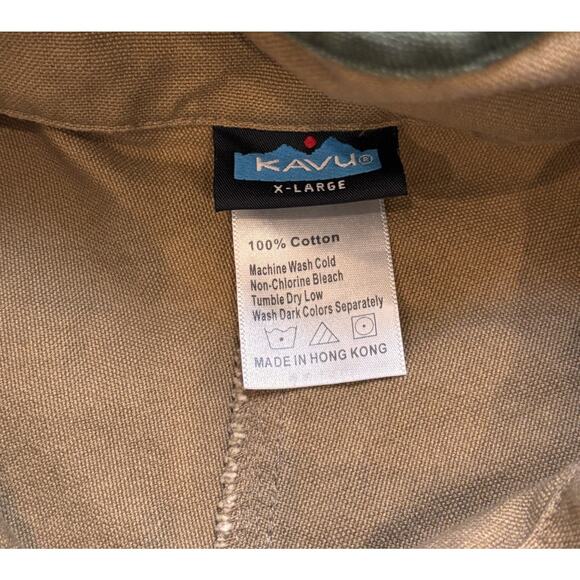 KAVU®
X-LARGE
100% Cotton
Machine Wash Cold
Non-Chlorine Bleach
Tumble Dry Low
Wash Dark Colors Separately
MADE IN HONG KONG